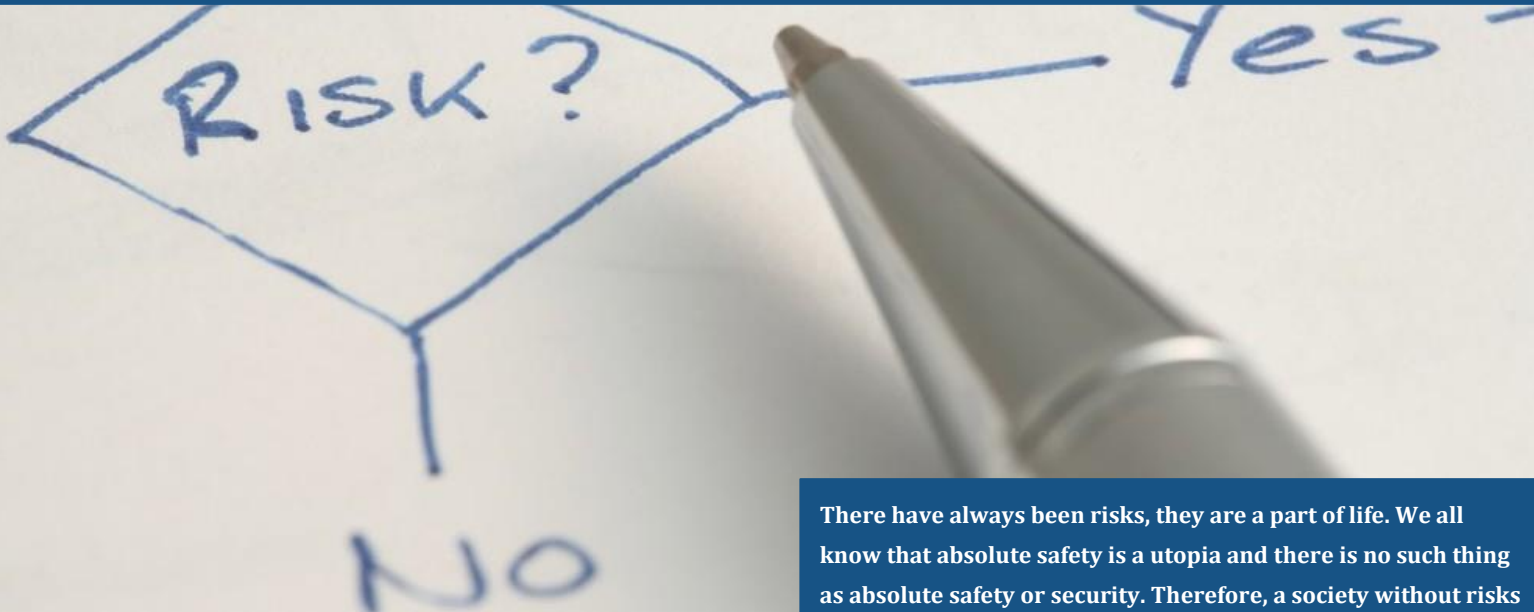 RISK?
Yes
NO
There have always been risks, they are a part of life. We all
know that absolute safety is a utopia and there is no such thing
as absolute safety or security. Therefore, a society without risks